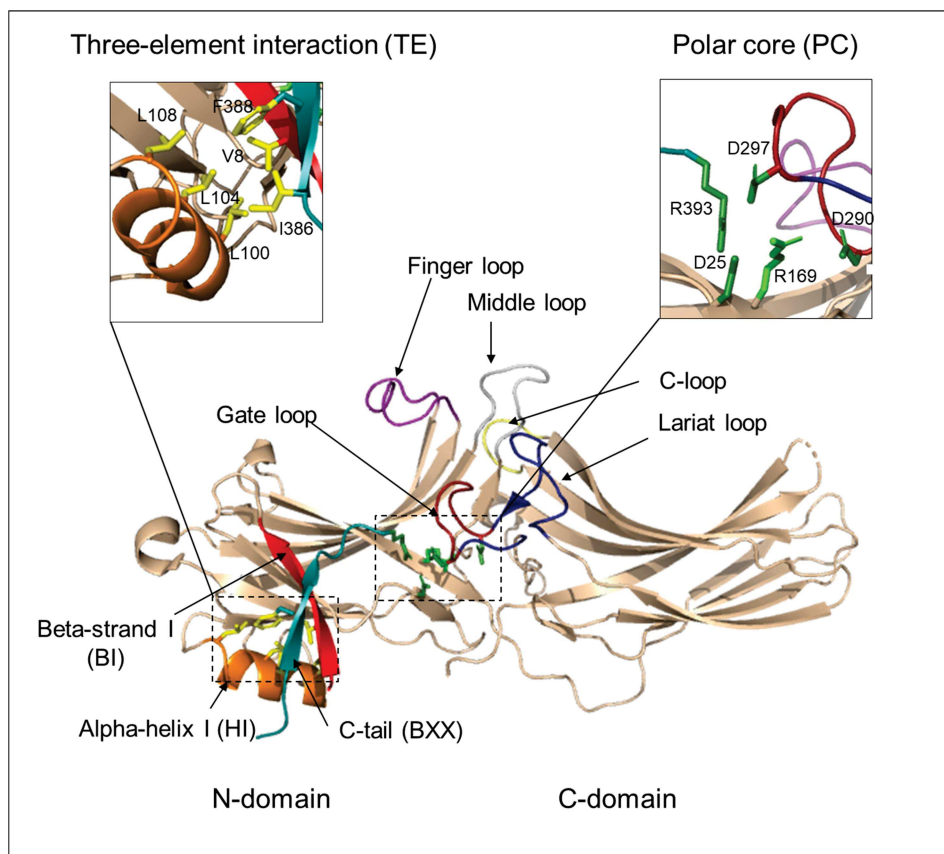 Three-element interaction (TE)
Polar core (PC)
F388
L108
V8
L104
I386
L100
D297
R393
D290
D25
R169
Finger loop
Middle loop
C-loop
Gate loop
Lariat loop
Beta-strand I
(BI)
Alpha-helix I (HI)
C-tail (BXX)
N-domain
C-domain